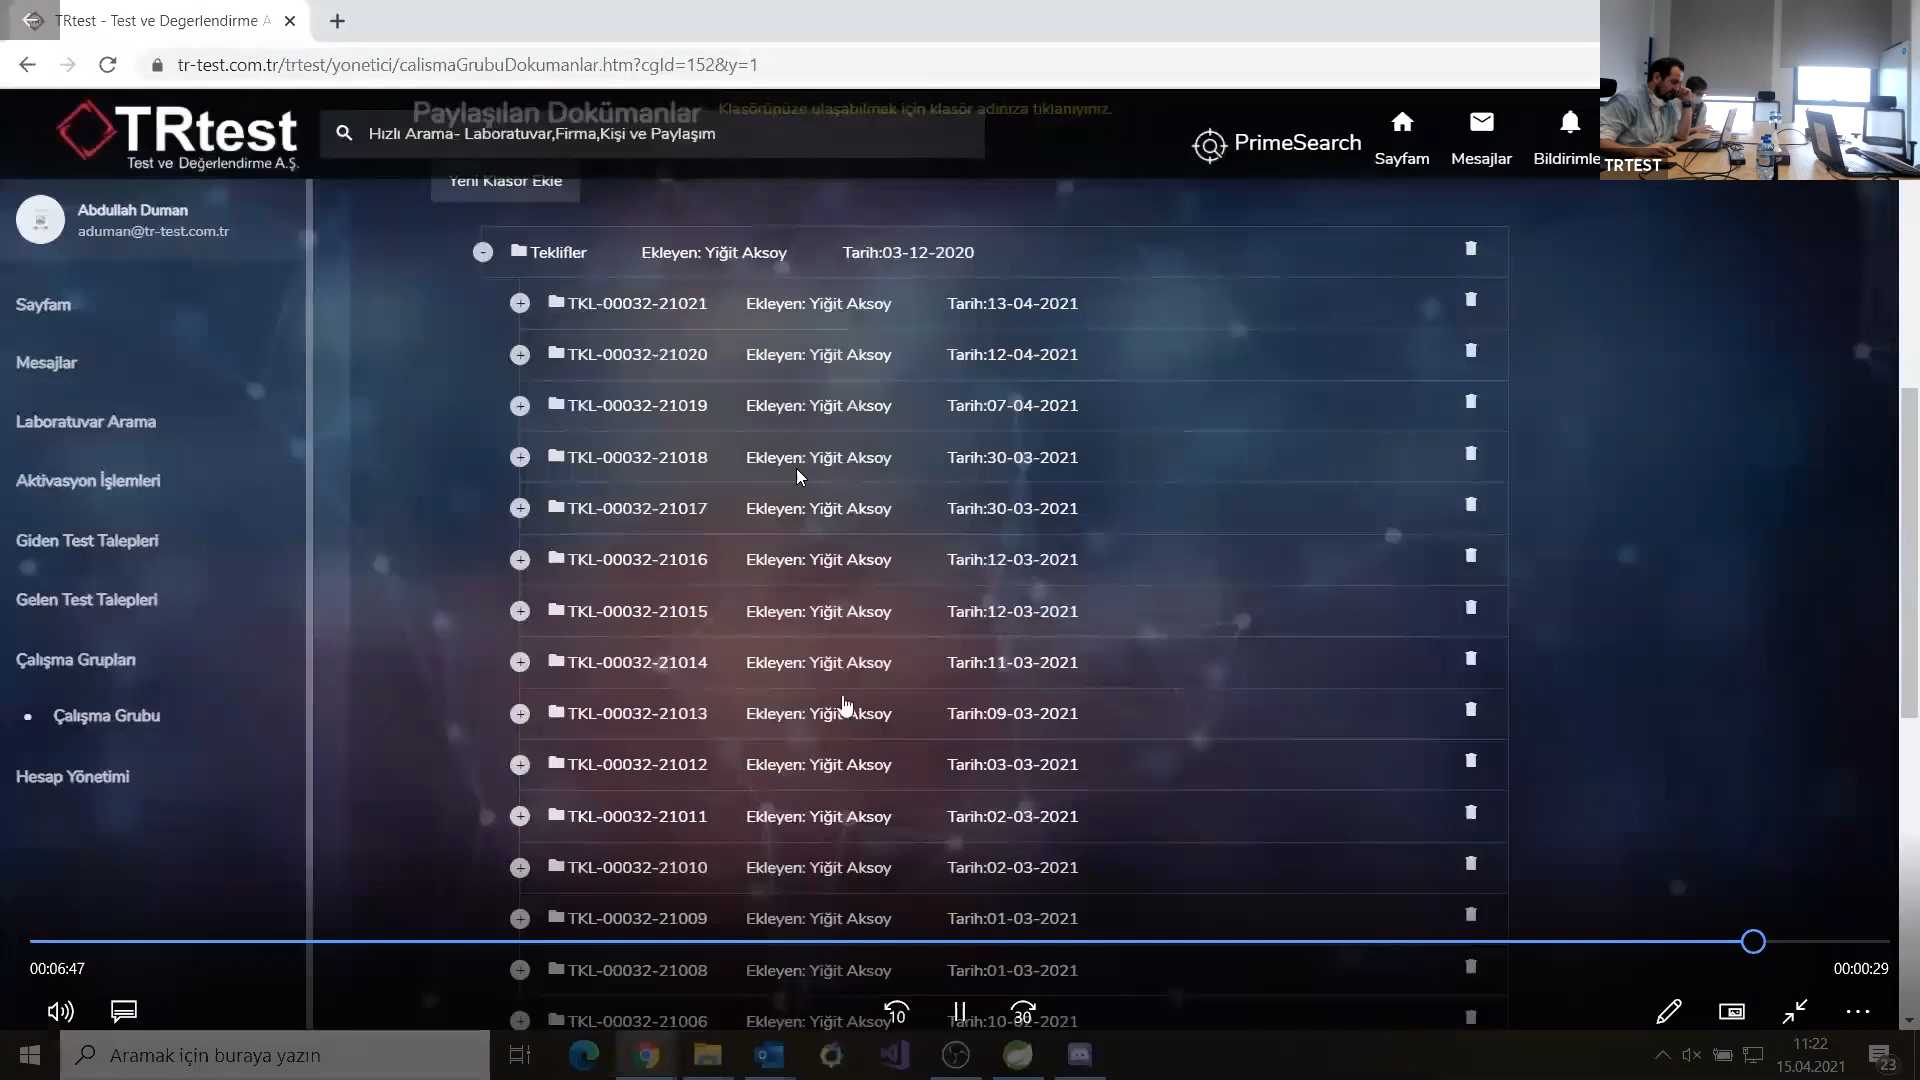 TRtest - Test ve Degerlendirme A
tr-test.com.tr/trtest/yonetici/calismaGrubuDokumanlar.htm?cgId=152&y=1
TRtest
Test ve Değerlendirme A.Ş.
Paylaşılan Dokümanlar
Klasörünüze ulaşabilmek için klasör adınıza tıklanıyınız.
Hızlı Arama- Laboratuvar,Firma,Kişi ve Paylaşım
PrimeSearch
Sayfam
Mesajlar
Bildirimle
TRTEST
Abdullah Duman
aduman@tr-test.com.tr
Sayfam
Mesajlar
Laboratuvar Arama
Aktivasyon İşlemleri
Giden Test Talepleri
Gelen Test Talepleri
Çalışma Grupları
Çalışma Grubu
Hesap Yönetimi
Yeni Klasör Ekle
Teklifler Ekleyen: Yiğit Aksoy Tarih:03-12-2020
TKL-00032-21021 Ekleyen: Yiğit Aksoy Tarih:13-04-2021
TKL-00032-21020 Ekleyen: Yiğit Aksoy Tarih:12-04-2021
TKL-00032-21019 Ekleyen: Yiğit Aksoy Tarih:07-04-2021
TKL-00032-21018 Ekleyen: Yiğit Aksoy Tarih:30-03-2021
TKL-00032-21017 Ekleyen: Yiğit Aksoy Tarih:30-03-2021
TKL-00032-21016 Ekleyen: Yiğit Aksoy Tarih:12-03-2021
TKL-00032-21015 Ekleyen: Yiğit Aksoy Tarih:12-03-2021
TKL-00032-21014 Ekleyen: Yiğit Aksoy Tarih:11-03-2021
TKL-00032-21013 Ekleyen: Yiğit Aksoy Tarih:09-03-2021
TKL-00032-21012 Ekleyen: Yiğit Aksoy Tarih:03-03-2021
TKL-00032-21011 Ekleyen: Yiğit Aksoy Tarih:02-03-2021
TKL-00032-21010 Ekleyen: Yiğit Aksoy Tarih:02-03-2021
TKL-00032-21009 Ekleyen: Yiğit Aksoy Tarih:01-03-2021
TKL-00032-21008 Ekleyen: Yiğit Aksoy Tarih:01-03-2021
TKL-00032-21006 Ekleyen: Yiğit Aksoy Tarih:10-02-2021
00:06:47
00:00:29
10
30
Aramak için buraya yazın
11:22
15.04.2021
23